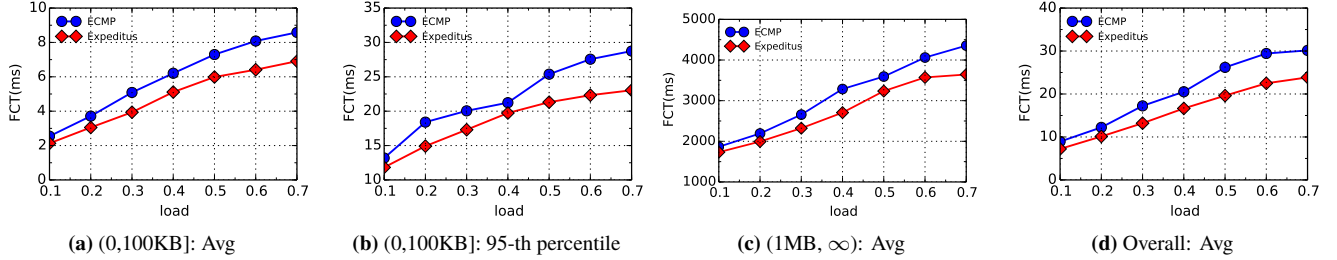 10
8
6
4
2
0
FCT(ms)
ECMP
Expeditus
0.1 0.2 0.3 0.4 0.5 0.6 0.7
load
(a) (0,100KB]: Avg
35
30
25
20
15
10
FCT(ms)
ECMP
Expeditus
0.1 0.2 0.3 0.4 0.5 0.6 0.7
load
(b) (0,100KB]: 95-th percentile
5000
4000
3000
2000
1000
FCT(ms)
ECMP
Expeditus
0.1 0.2 0.3 0.4 0.5 0.6 0.7
load
(c) (1MB, ∞): Avg
40
30
20
10
0
FCT(ms)
ECMP
Expeditus
0.1 0.2 0.3 0.4 0.5 0.6 0.7
load
(d) Overall: Avg